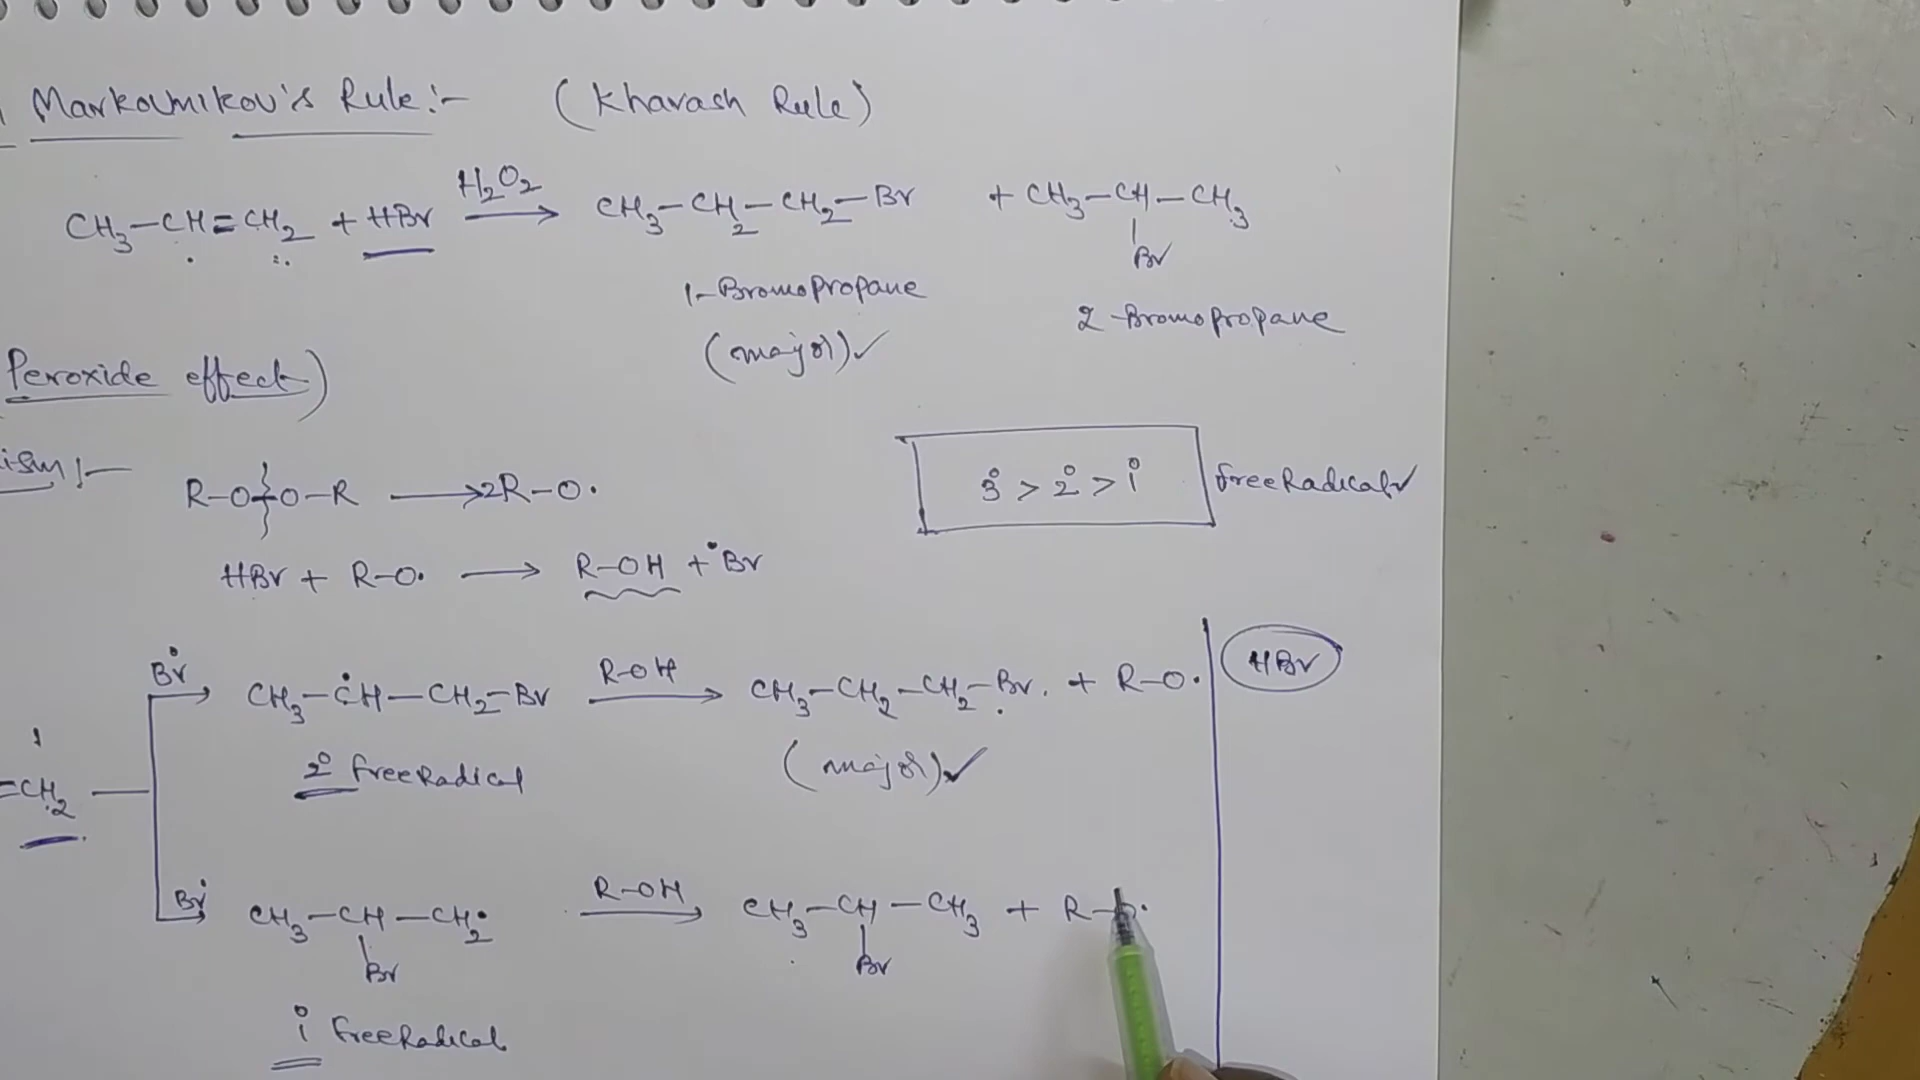 Markovnikov's Rule:- (Kharash Rule)
CH3-CH=CH2 + HBr H2O2 → CH3-CH2-CH2-Br + CH3-CH-CH3
Br
1-Bromopropane
2-Bromopropane
(major)✓
Peroxide effect)
ism:-
R-O+O-R → 2R-O•
3° > 2° > 1° free Radical✓
HBr + R-O• → R-OH + •Br
HBr
Br• CH3-ĊH-CH2-Br R-OH → CH3-CH2-CH2-Br. + R-O•
1
=CH2
2° free Radical
(major)✓
Br• CH3-CH-CH2• R-OH → CH3-CH-CH3 + R-O•
Br Br
1° free Radical